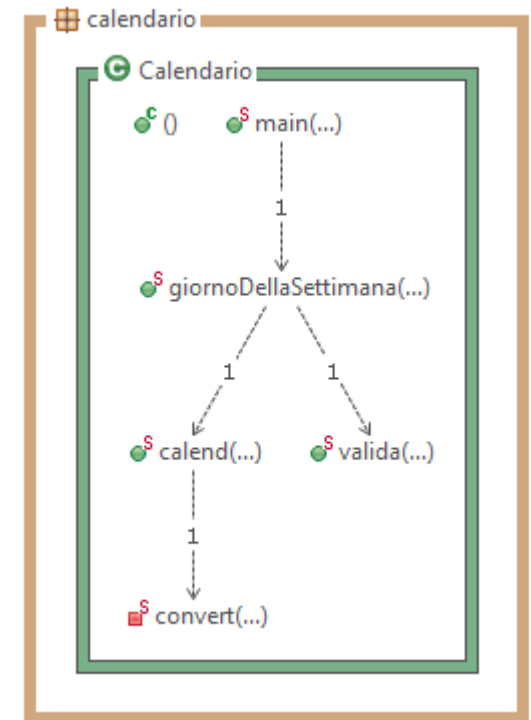 calendario
C Calendario
C () S main(...)
1
S giornoDellaSettimana(...)
1 1
S calend(...) S valida(...)
1
S convert(...)